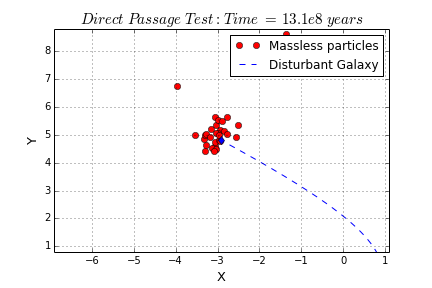 Direct Passage Test: Time = 13.1e8 years
Massless particles
Disturbant Galaxy
8
7
6
5
4
3
2
1
Y
−6 −5 −4 −3 −2 −1 0 1
X